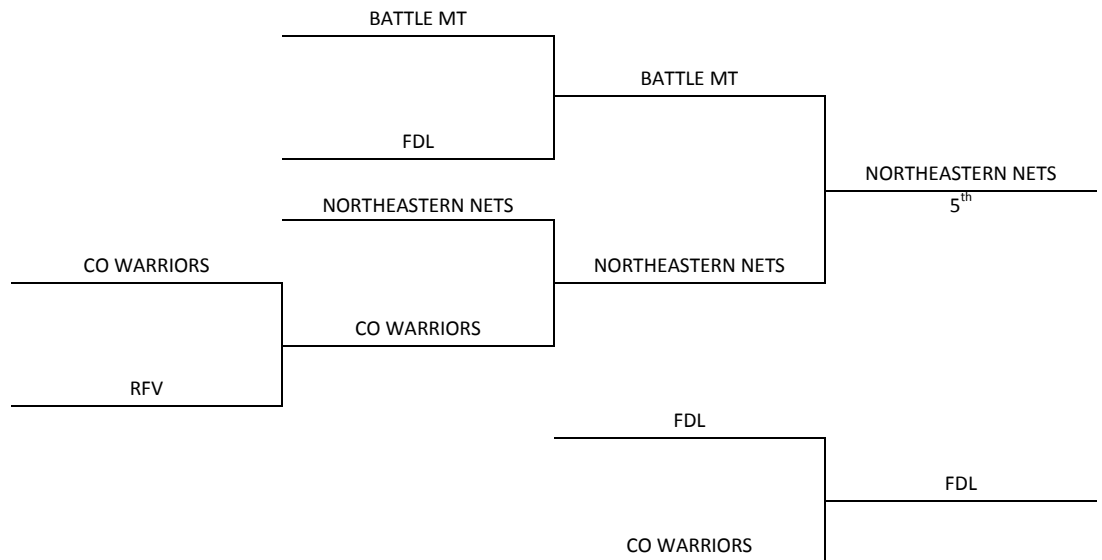 BATTLE MT
BATTLE MT
FDL
NORTHEASTERN NETS
5th
NORTHEASTERN NETS
CO WARRIORS
NORTHEASTERN NETS
CO WARRIORS
RFV
FDL
FDL
CO WARRIORS